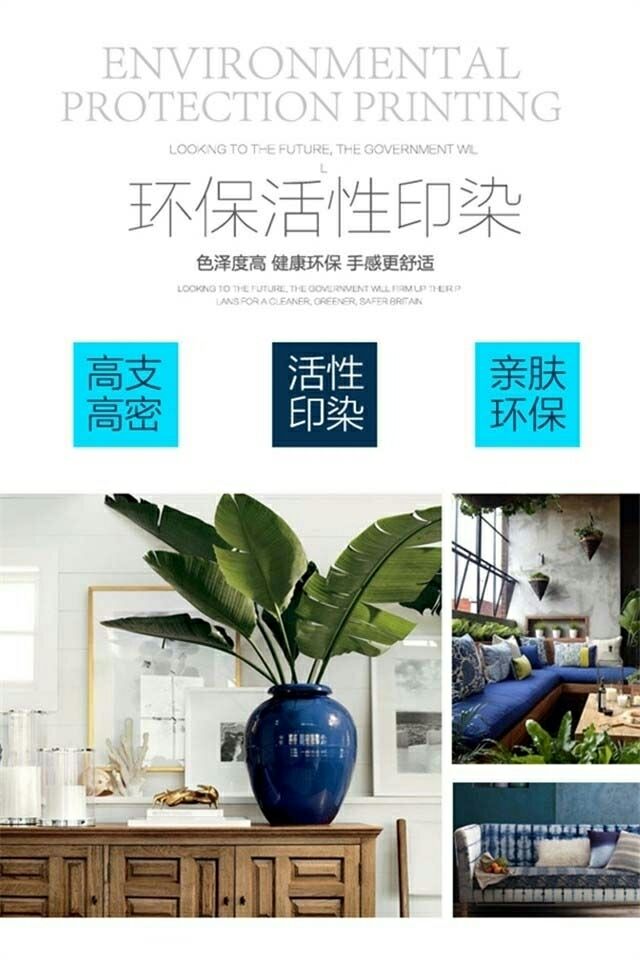 ENVIRONMENTAL
PROTECTION PRINTING
LOOKING TO THE FUTURE, THE GOVERNMENT WIL
L
环保活性印染
色泽度高 健康环保 手感更舒适
LOOKING TO THE FUTURE, THE GOVERNMENT WILL FIRM UP THEIR P
LANS FOR A CLEANER, GREENER, SAFER BRITAIN
高支
高密
活性
印染
亲肤
环保